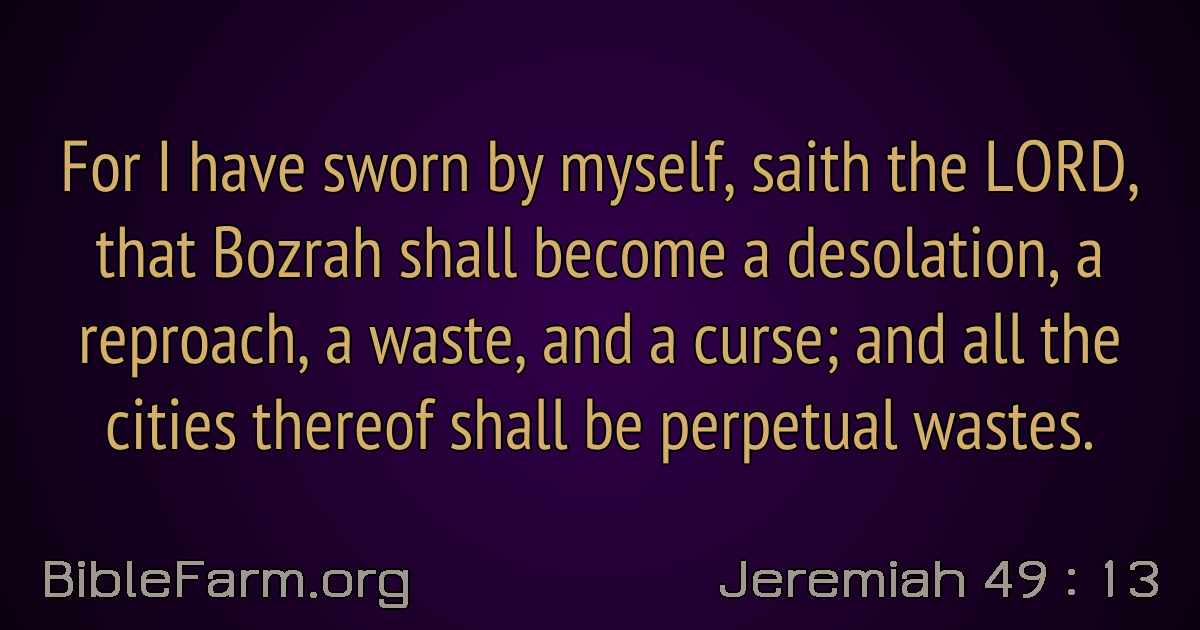 For I have sworn by myself, saith the LORD,
that Bozrah shall become a desolation, a
reproach, a waste, and a curse; and all the
cities thereof shall be perpetual wastes.
BibleFarm.org
Jeremiah 49 : 13